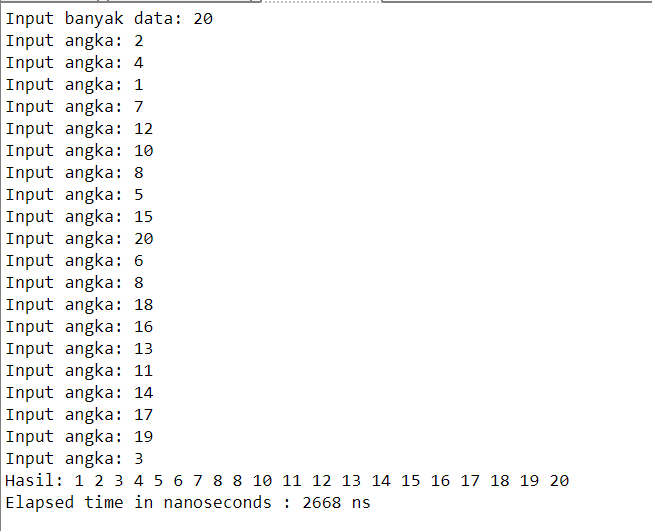 Input banyak data: 20
Input angka: 2
Input angka: 4
Input angka: 1
Input angka: 7
Input angka: 12
Input angka: 10
Input angka: 8
Input angka: 5
Input angka: 15
Input angka: 20
Input angka: 6
Input angka: 8
Input angka: 18
Input angka: 16
Input angka: 13
Input angka: 11
Input angka: 14
Input angka: 17
Input angka: 19
Input angka: 3
Hasil: 1 2 3 4 5 6 7 8 8 10 11 12 13 14 15 16 17 18 19 20
Elapsed time in nanoseconds : 2668 ns